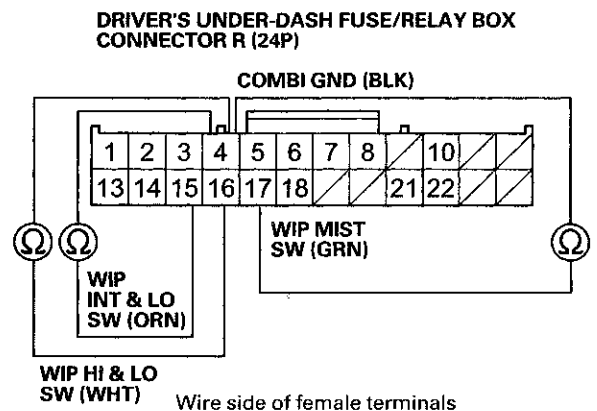 DRIVER'S UNDER-DASH FUSE/RELAY BOX
CONNECTOR R (24P)
COMBI GND (BLK)
1 2 3 4 5 6 7 8 10
13 14 15 16 17 18 21 22
Ω Ω Ω
WIP MIST
SW (GRN)
WIP
INT & LO
SW (ORN)
WIP HI & LO
SW (WHT)
Wire side of female terminals